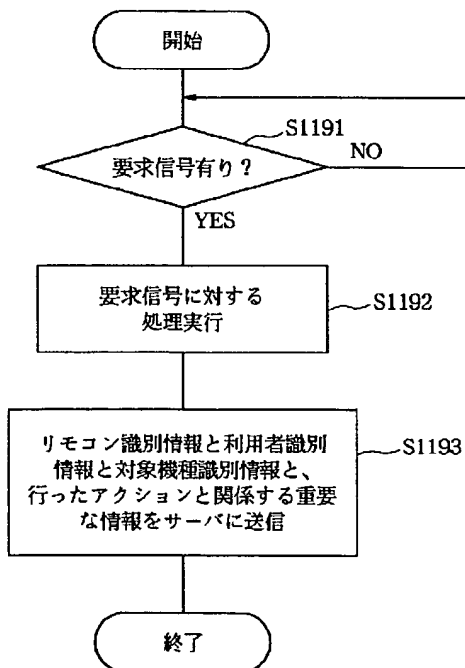 開始
S1191
要求信号有り？
NO
YES
要求信号に対する
処理実行
S1192
リモコン識別情報と利用者識別
情報と対象機種識別情報と、
行ったアクションと関係する重要
な情報をサーバに送信
S1193
終了